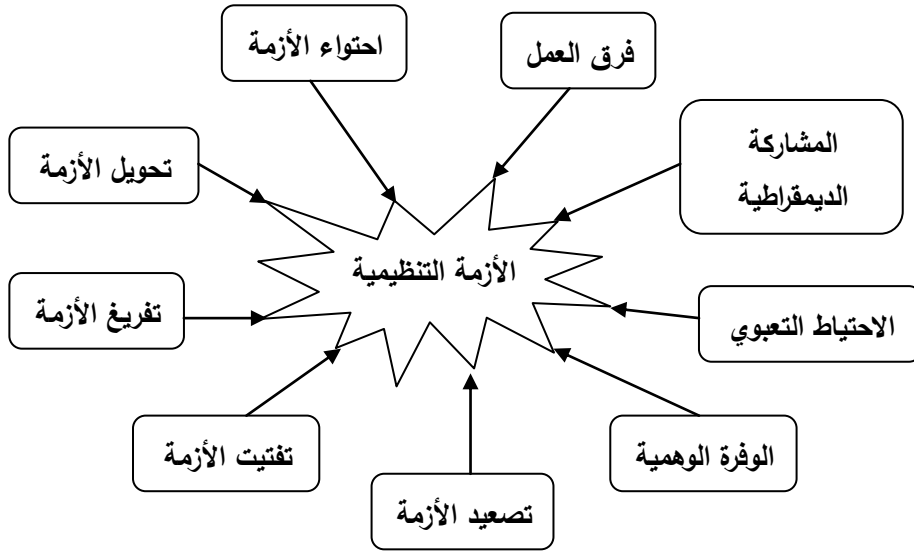 فرق العمل
احتواء الأزمة
المشاركة
الديمقراطية
تحويل الأزمة
الأزمة التنظيمية
الاحتياط التعبوي
تفريغ الأزمة
الوفرة الوهمية
تفتيت الأزمة
تصعيد الأزمة